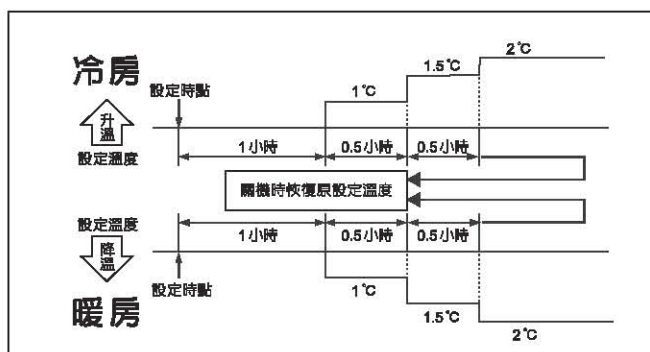 冷房
升溫
設定溫度
設定時點
1℃
1.5℃
2℃
1小時
0.5小時
0.5小時
關機時恢復原設定溫度
設定溫度
降溫
暖房
1小時
0.5小時
0.5小時
設定時點
1℃
1.5℃
2℃